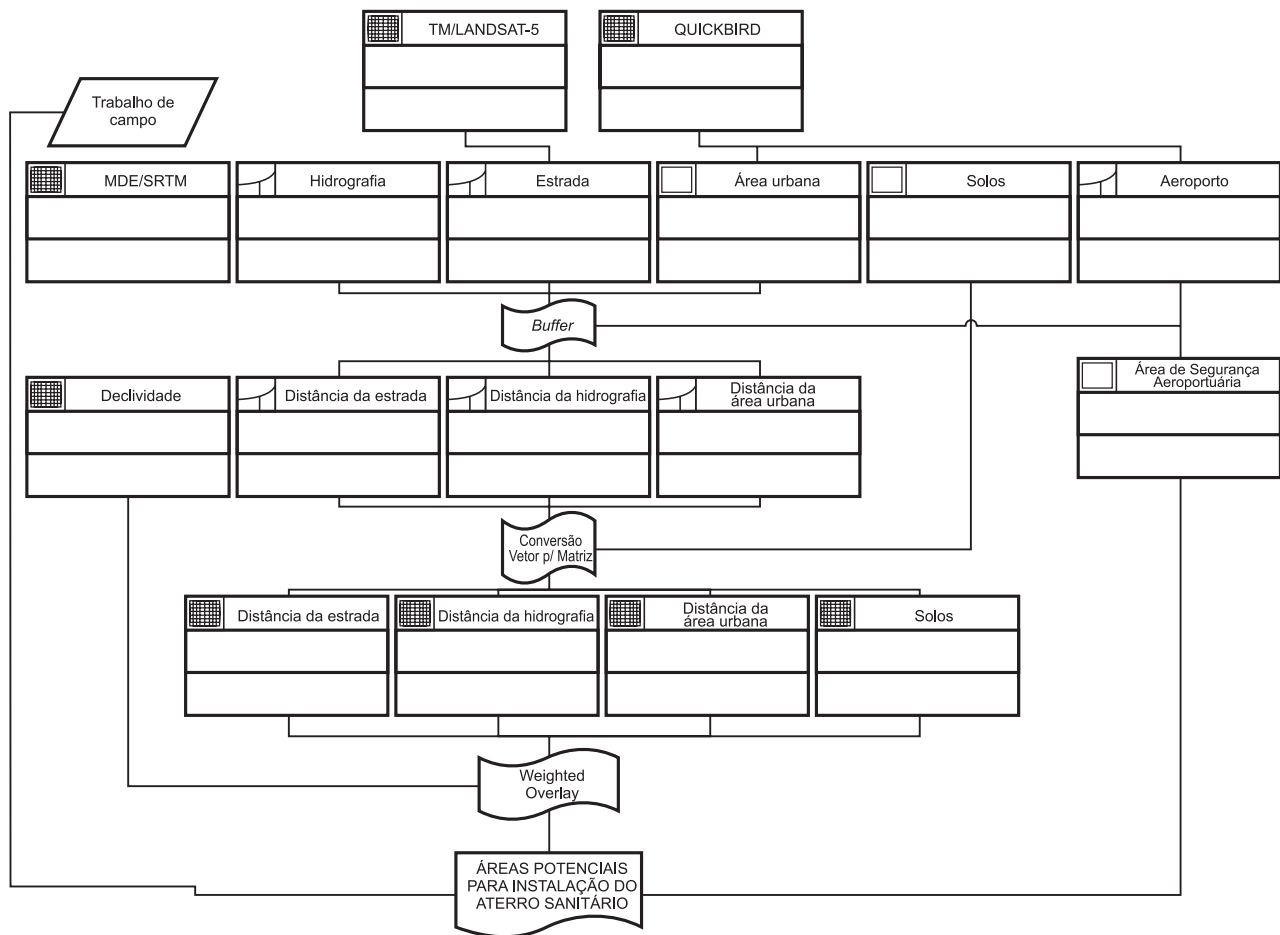 TM/LANDSAT-5
QUICKBIRD
Trabalho de
campo
MDE/SRTM
Hidrografia
Estrada
Área urbana
Solos
Aeroporto
Buffer
Declividade
Distância da estrada
Distância da hidrografia
Distância da
área urbana
Área de Segurança
Aeroportuária
Conversão
Vetor p/ Matriz
Distância da estrada
Distância da hidrografia
Distância da
área urbana
Solos
Weighted
Overlay
ÁREAS POTENCIAIS
PARA INSTALAÇÃO DO
ATERRO SANITÁRIO